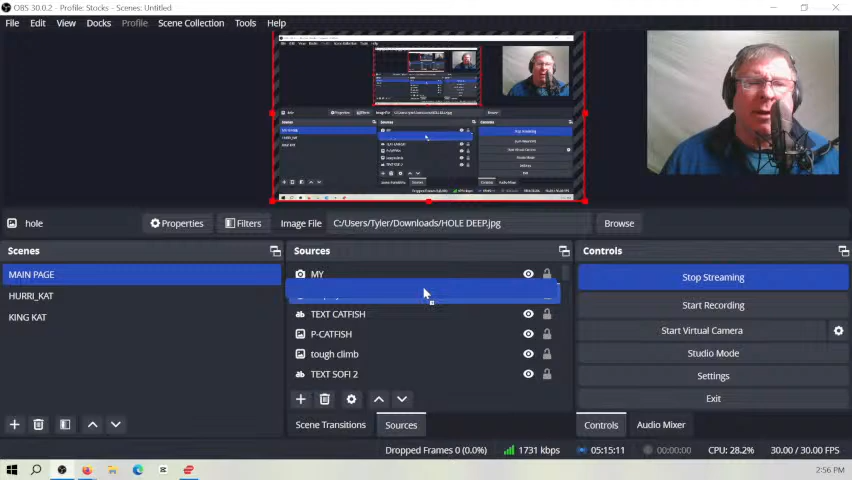 OBS 30.0.2 - Profile: Stocks - Scenes: Untitled
File Edit View Docks Profile Scene Collection Tools Help
hole Properties Filters Image File C:/Users/Tyler/Downloads/HOLE DEEP.jpg Browse
Scenes Sources Controls
MAIN PAGE
HURRI_KAT
KING KAT
MY
TEXT CATFISH
P-CATFISH
tough climb
TEXT SOFI 2
Stop Streaming
Start Recording
Start Virtual Camera
Studio Mode
Settings
Exit
Scene Transitions Sources Controls Audio Mixer
Dropped Frames 0 (0.0%) 1731 kbps 05:15:11 00:00:00 CPU: 28.2% 30.00 / 30.00 FPS
2:56 PM